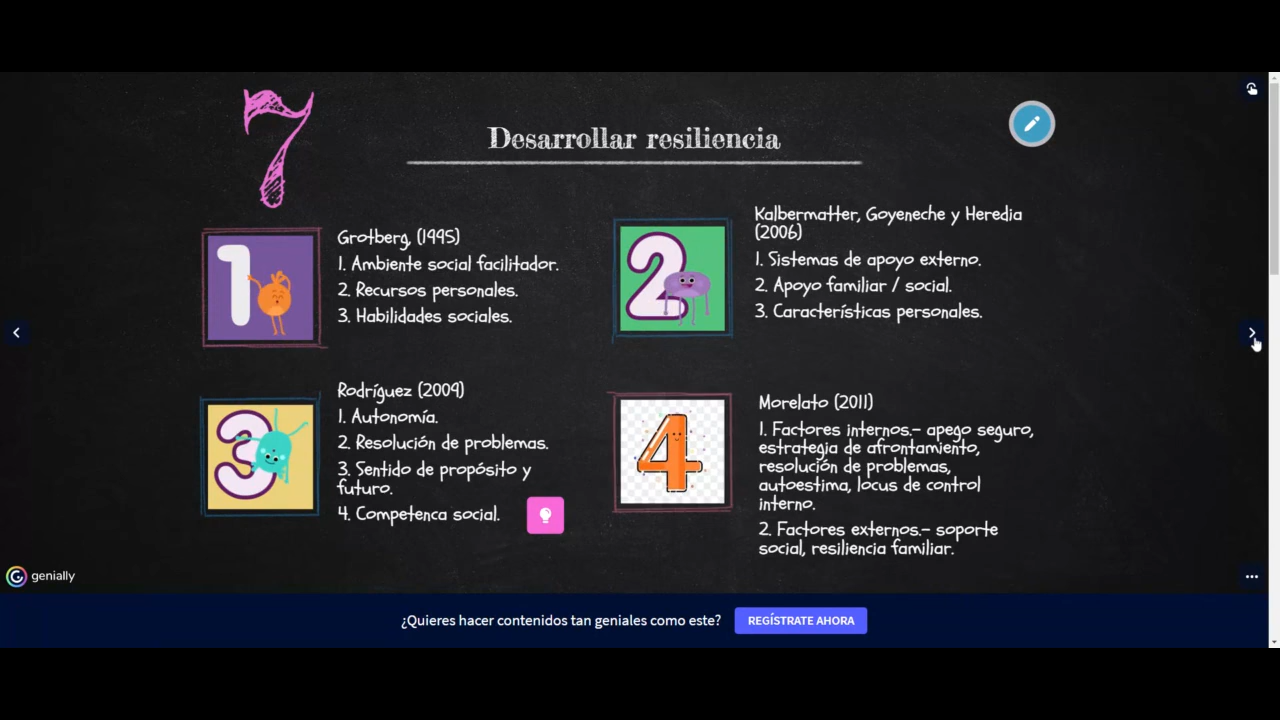 7
Desarrollar resiliencia
1
Grotberg, (1995)
1. Ambiente social facilitador.
2. Recursos personales.
3. Habilidades sociales.
2
Kalbermatter, Goyeneche y Heredia
(2006)
1. Sistemas de apoyo externo.
2. Apoyo familiar / social.
3. Características personales.
3
Rodríguez (2009)
1. Autonomía.
2. Resolución de problemas.
3. Sentido de propósito y
futuro.
4. Competenca social.
4
Morelato (2011)
1. Factores internos.- apego seguro,
estrategia de afrontamiento,
resolución de problemas,
autoestima, locus de control
interno.
2. Factores externos.- soporte
social, resiliencia familiar.
genially
¿Quieres hacer contenidos tan geniales como este?
REGÍSTRATE AHORA